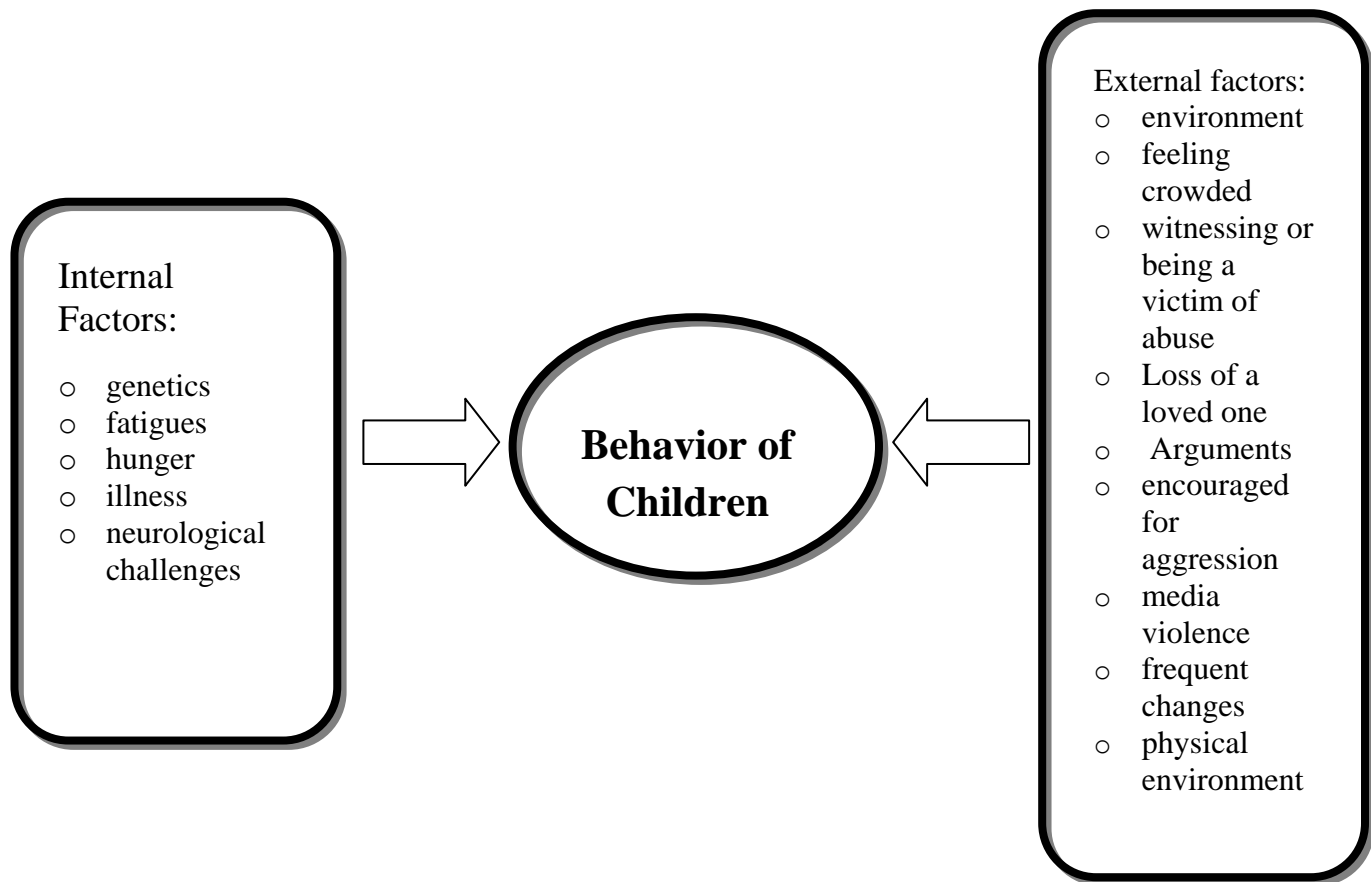 Internal
Factors:
o genetics
o fatigues
o hunger
o illness
o neurological
challenges
Behavior of
Children
External factors:
o environment
o feeling
crowded
o witnessing or
being a
victim of
abuse
o Loss of a
loved one
o Arguments
o encouraged
for
aggression
o media
violence
o frequent
changes
o physical
environment